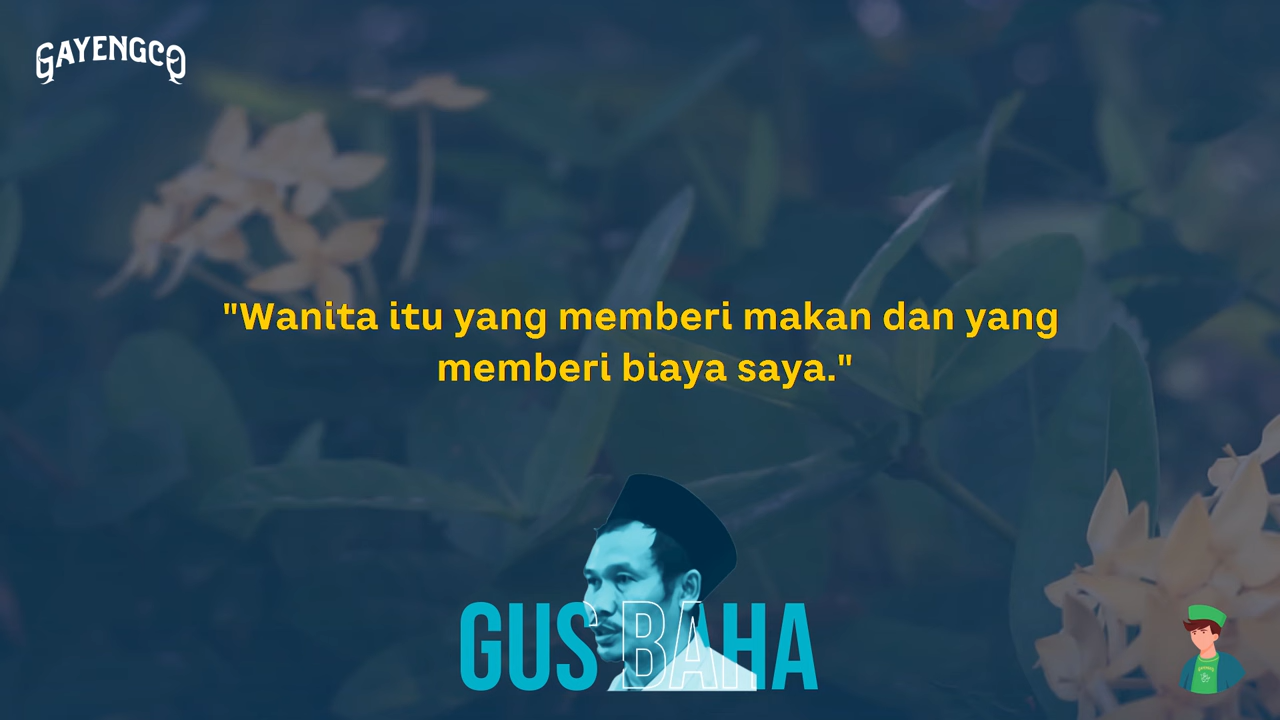 GAYENGCO
"Wanita itu yang memberi makan dan yang
memberi biaya saya."
GUS BAHA